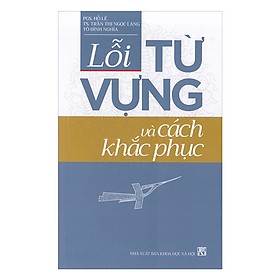 PGS. HỒ LÊ
TS. TRẦN THỊ NGỌC LANG
TÔ ĐÌNH NGHĨA
Lỗi TỪ
VỰNG
và cách
khắc phục
NHÀ XUẤT BẢN KHOA HỌC XÃ HỘI